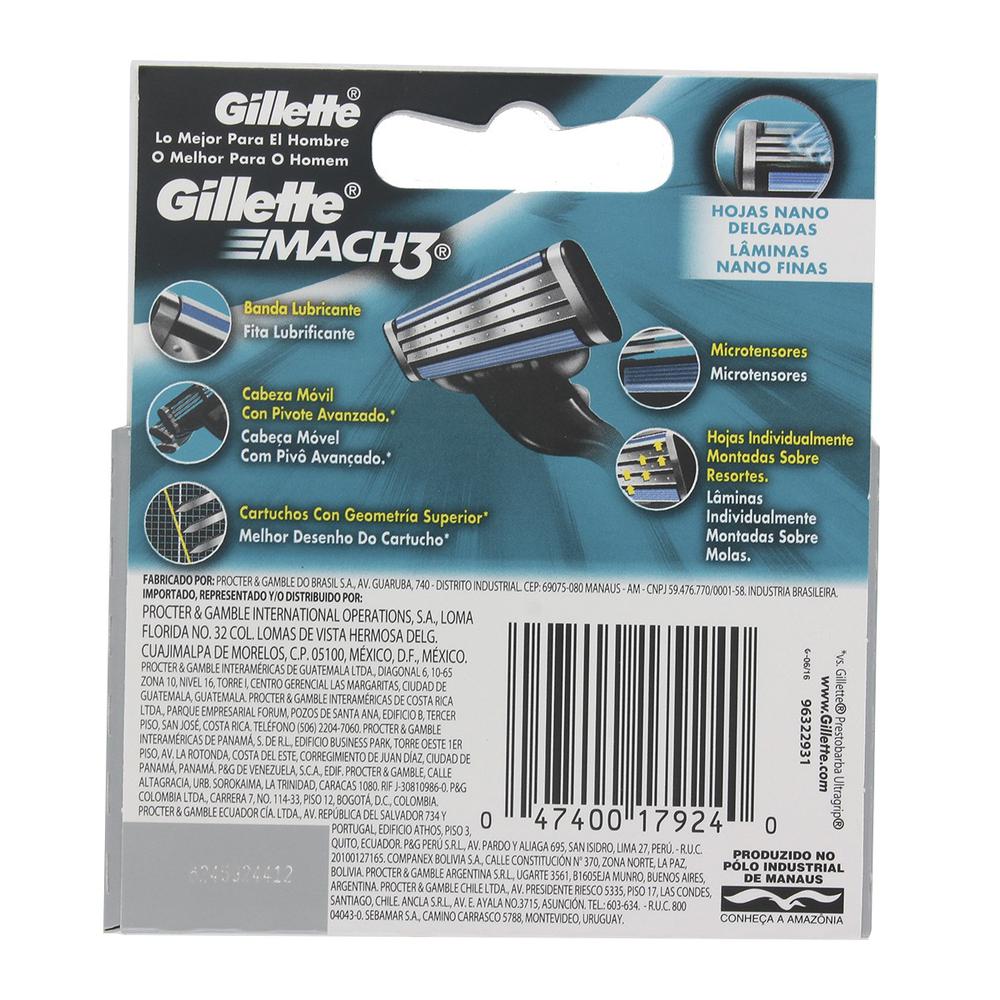 Gillette®
Lo Mejor Para El Hombre
O Melhor Para O Homem
Gillette®
MACH3®
HOJAS NANO
DELGADAS
LÂMINAS
NANO FINAS
Banda Lubricante
Fita Lubrificante
Cabeza Móvil
Con Pivote Avanzado.*
Cabeça Móvel
Com Pivô Avançado.*
Cartuchos Con Geometría Superior*
Melhor Desenho Do Cartucho*
Microtensores
Microtensores
Hojas Individualmente
Montadas Sobre
Resortes.
Lâminas
Individualmente
Montadas Sobre
Molas.
FABRICADO POR: PROCTER & GAMBLE DO BRASIL S.A., AV. GUARUBA, 740 - DISTRITO INDUSTRIAL. CEP: 69075-080 MANAUS - AM - CNPJ 59.476.770/0001-58. INDUSTRIA BRASILEIRA.
IMPORTADO, REPRESENTADO Y/O DISTRIBUIDO POR:
PROCTER & GAMBLE INTERNATIONAL OPERATIONS, S.A., LOMA
FLORIDA NO. 32 COL. LOMAS DE VISTA HERMOSA DELG.
CUAJIMALPA DE MORELOS, C.P. 05100, MÉXICO, D.F., MÉXICO.
PROCTER & GAMBLE INTERAMÉRICAS DE GUATEMALA LTD., DIAGONAL 6, 10-65
ZONA 10, NIVEL 16, TORRE I, CENTRO GERENCIAL LAS MARGARITAS, CIUDAD DE
GUATEMALA, GUATEMALA. PROCTER & GAMBLE INTERAMÉRICAS DE COSTA RICA
LTDA., PARQUE EMPRESARIAL FORUM, POZOS DE SANTA ANA, EDIFICIO B, TERCER
PISO, SAN JOSÉ, COSTA RICA. TELÉFONO (506) 2204-7060. PROCTER & GAMBLE
INTERAMÉRICAS DE PANAMÁ, S. DE R.L., EDIFICIO BUSINESS PARK, TORRE OESTE 1ER
PISO, AV. LA ROTONDA, COSTA DEL ESTE, CORREGIMIENTO DE JUAN DÍAZ, CIUDAD DE
PANAMÁ, PANAMÁ. P&G DE VENEZUELA, S.C.A., EDIF. PROCTER & GAMBLE, CALLE
ALTAGRACIA, URB. SOROKAIMA, LA TRINIDAD, CARACAS 1080. RIF J-30810986-0. P&G
COLOMBIA LTDA., CARRERA 7, NO. 114-33, PISO 12, BOGOTÁ, D.C., COLOMBIA.
PROCTER & GAMBLE ECUADOR CÍA. LTDA., AV. REPÚBLICA DEL SALVADOR 734 Y
PORTUGAL, EDIFICIO ATHOS, PISO 3,
QUITO, ECUADOR. P&G PERÚ S.R.L., AV. PARDO Y ALIAGA 695, SAN ISIDRO, LIMA 27, PERÚ. - R.U.C.
20100127165. COMPANEX BOLIVIA S.A., CALLE CONSTITUCIÓN N° 370, ZONA NORTE, LA PAZ,
BOLIVIA. PROCTER & GAMBLE ARGENTINA S.R.L., UGARTE 3561, B1605EJA MUNRO, BUENOS AIRES,
ARGENTINA. PROCTER & GAMBLE CHILE LTDA., AV. PRESIDENTE RIESCO 5335, PISO 17, LAS CONDES,
SANTIAGO, CHILE. ANCLA S.R.L., AV. E. AYALA NO.3715, ASUNCIÓN. TEL.: 603-634. - R.U.C. 800
04043-0. SEBAMAR S.A., CAMINO CARRASCO 5788, MONTEVIDEO, URUGUAY.
0 47400 17924 0
*vs. Gillette® Prestobarba Ultragrip®
www.Gillette.com
G-06/16 96322931
PRODUZIDO NO
PÓLO INDUSTRIAL
DE MANAUS
CONHEÇA A AMAZÔNIA